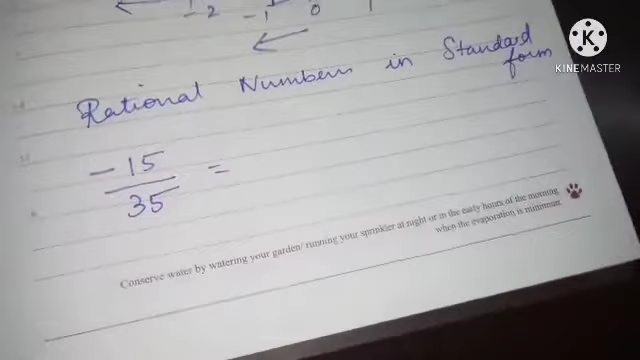 -2 -1 0 1
KINEMASTER
Rational Numbers in Standard
form
-15
35 =
Conserve water by watering your garden/ running your sprinkler at night or in the early hours of the morning
when the evaporation is minimum.